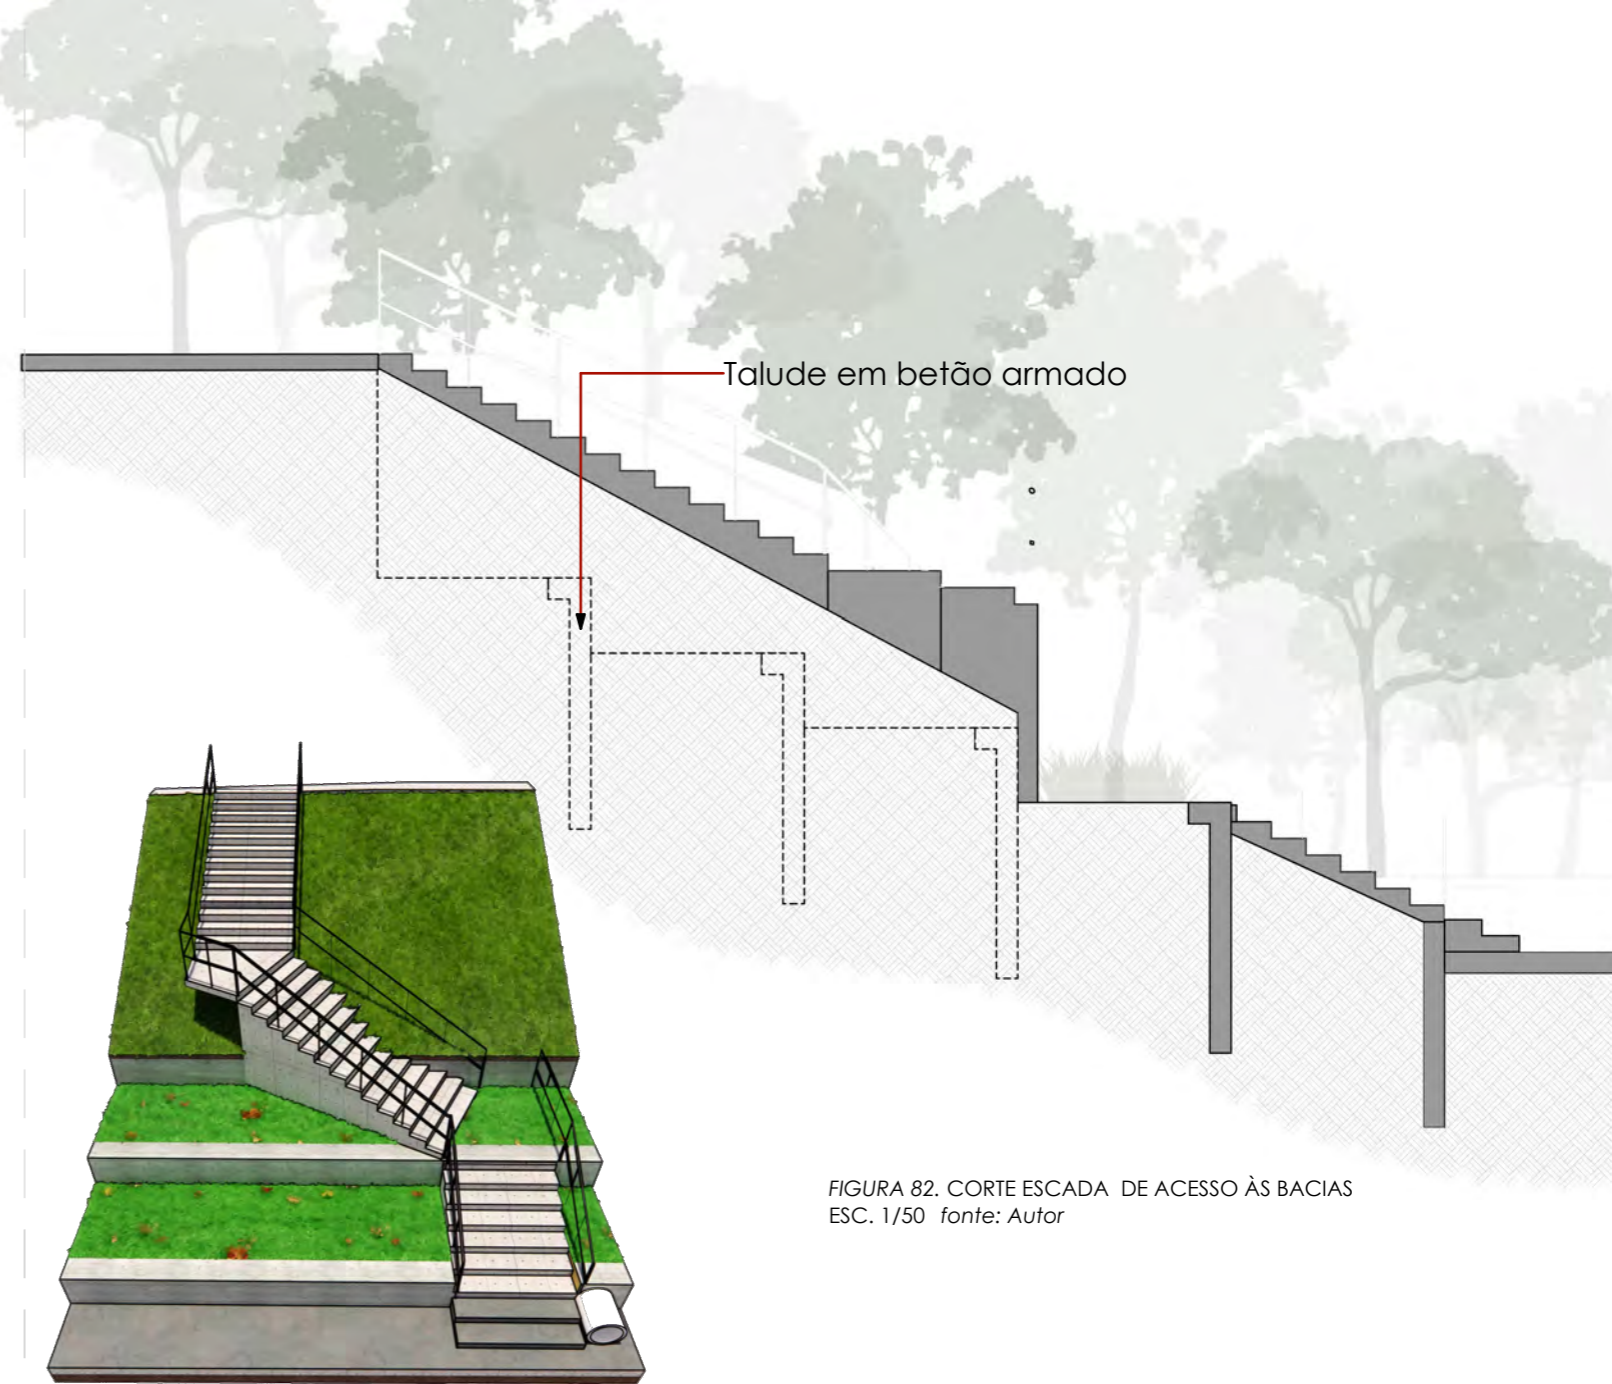 Talude em betão armado
FIGURA 82. CORTE ESCADA DE ACESSO ÀS BACIAS
ESC. 1/50 fonte: Autor